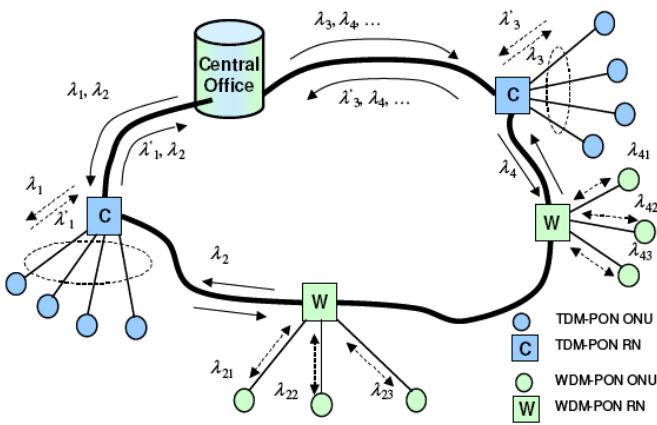 λ3, λ4, ...
λ'3
λ3
Central
Office
λ1, λ2
λ'3, λ4, ...
C
λ'1, λ2
λ4
λ41
λ1
λ'1
C
W
λ42
λ43
λ2
W
TDM-PON ONU
C TDM-PON RN
λ21
λ22
λ23
WDM-PON ONU
W WDM-PON RN